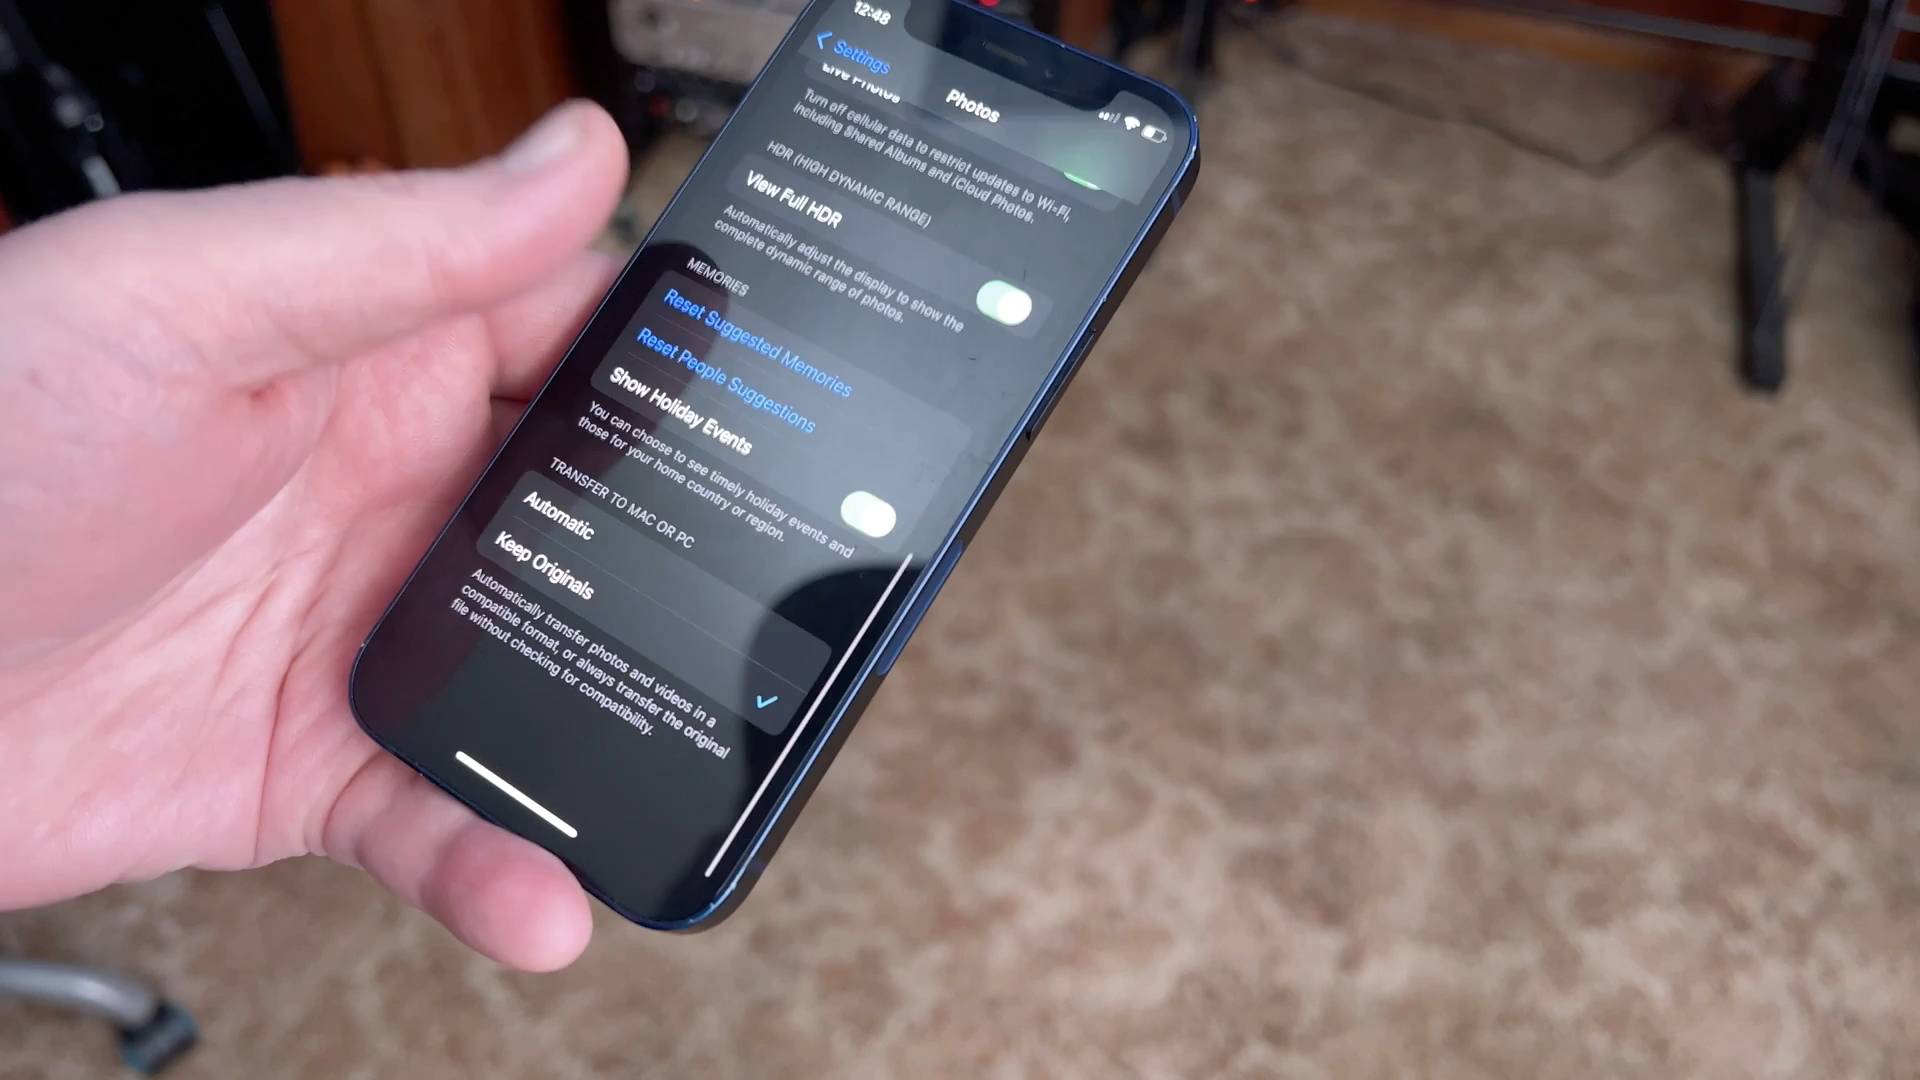 12:48
Settings
Live Photos
Photos
Turn off cellular data to restrict updates to Wi-Fi,
including Shared Albums and iCloud Photos.
HDR (HIGH DYNAMIC RANGE)
View Full HDR
Automatically adjust the display to show the
complete dynamic range of photos.
MEMORIES
Reset Suggested Memories
Reset People Suggestions
Show Holiday Events
You can choose to see timely holiday events and
those for your home country or region.
TRANSFER TO MAC OR PC
Automatic
Keep Originals
Automatically transfer photos and videos in a
compatible format, or always transfer the original
file without checking for compatibility.